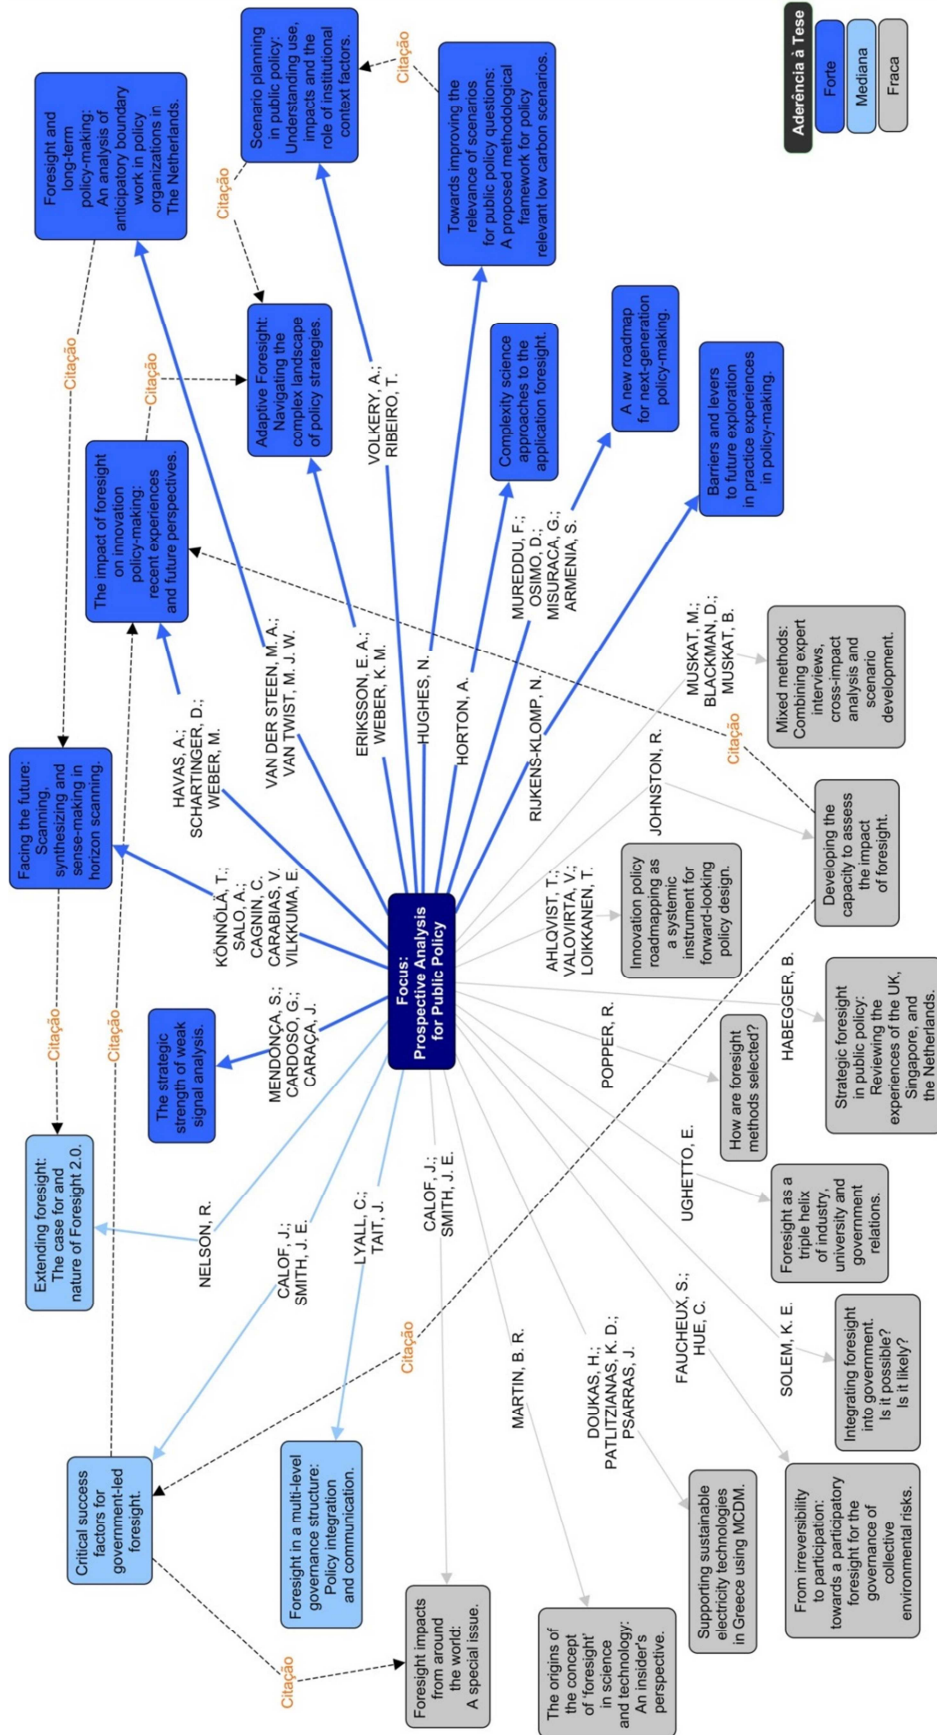 Foresight and
long-term
policy-making:
An analysis of
anticipatory boundary
work in policy
organizations in
The Netherlands.
Scenario planning
in public policy:
Understanding use,
impacts and the
role of institutional
context factors.
Citação
Towards improving the
relevance of scenarios
for public policy questions:
A proposed methodological
framework for policy
relevant low carbon scenarios.
Citação
Citação
The impact of foresight
on innovation
policy-making:
recent experiences
and future perspectives.
Citação
Adaptive Foresight:
Navigating the
complex landscape
of policy strategies.
Complexity science
approaches to the
application foresight.
A new roadmap
for next-generation
policy-making.
Barriers and levers
to future exploration
in practice experiences
in policy-making.
VAN DER STEEN, M. A.;
VAN TWIST, M. J. W.
ERIKSSON, E. A.;
WEBER, K. M.
VOLKERY, A.;
RIBEIRO, T.
HUGHES, N.
HORTON, A.
MUREDDU, F.;
OSIMO, D.;
MISURACA, G.;
ARMENIA, S.
RIJKENS-KLOMP, N.
Facing the future:
Scanning,
synthesizing and
sense-making in
horizon scanning.
HAVAS, A.;
SCHARTINGER, D.;
WEBER, M.
KÖNNÖLÄ, T.;
SALO, A.;
CAGNIN, C.
CARABIAS, V.
VILKKUMA, E.
Citação
Citação
Extending foresight:
The case for and
nature of Foresight 2.0.
The strategic
strength of weak
signal analysis.
MENDONÇA, S.;
CARDOSO, G.;
CARAÇA, J.
Focus:
Prospective Analysis
for Public Policy
NELSON, R.
CALOF, J.;
SMITH, J. E.
LYALL, C.;
TAIT, J.
CALOF, J.;
SMITH, J. E.
MARTIN, B. R.
DOUKAS, H.;
PATLITZIANAS, K. D.;
PSARRAS, J.
FAUCHEUX, S.;
HUE, C.
SOLEM, K. E.
UGHETTO, E.
POPPER, R.
HABEGGER, B.
AHLQVIST, T.;
VALOVIRTA, V.;
LOIKKANEN, T.
JOHNSTON, R.
MUSKAT, M.;
BLACKMAN, D.;
MUSKAT, B.
Citação
Citação
Critical success
factors for
government-led
foresight.
Foresight in a multi-level
governance structure:
Policy integration
and communication.
Citação
Foresight impacts
from around
the world:
A special issue.
The origins of
the concept
of ‘foresight’
in science
and technology:
An insider’s
perspective.
Supporting sustainable
electricity technologies
in Greece using MCDM.
From irreversibility
to participation:
towards a participatory
foresight for the
governance of
collective
environmental risks.
Integrating foresight
into government.
Is it possible?
Is it likely?
Foresight as a
triple helix
of industry,
university and
government
relations.
How are foresight
methods selected?
Strategic foresight
in public policy:
Reviewing the
experiences of the UK,
Singapore, and
the Netherlands.
Innovation policy
roadmapping as
a systemic
instrument for
forward-looking
policy design.
Developing the
capacity to assess
the impact
of foresight.
Mixed methods:
Combining expert
interviews,
cross-impact
analysis and
scenario
development.
Aderência à Tese
Forte
Mediana
Fraca